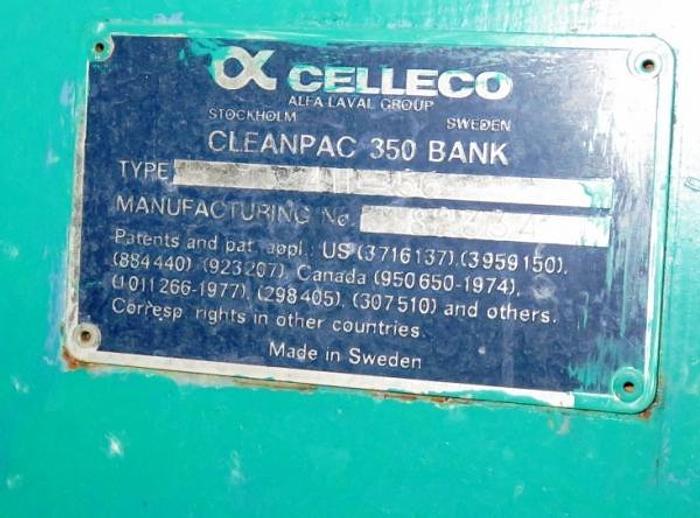 CELLECO
ALFA LAVAL GROUP
STOCKHOLM SWEDEN
CLEANPAC 350 BANK
TYPE
MANUFACTURING No.
Patents and pat. appl.: US (3716137),(3959150),
(884440) (923207), Canada (950650-1974),
(1011266-1977), (298405), (307510) and others.
Corresp. rights in other countries.
Made in Sweden